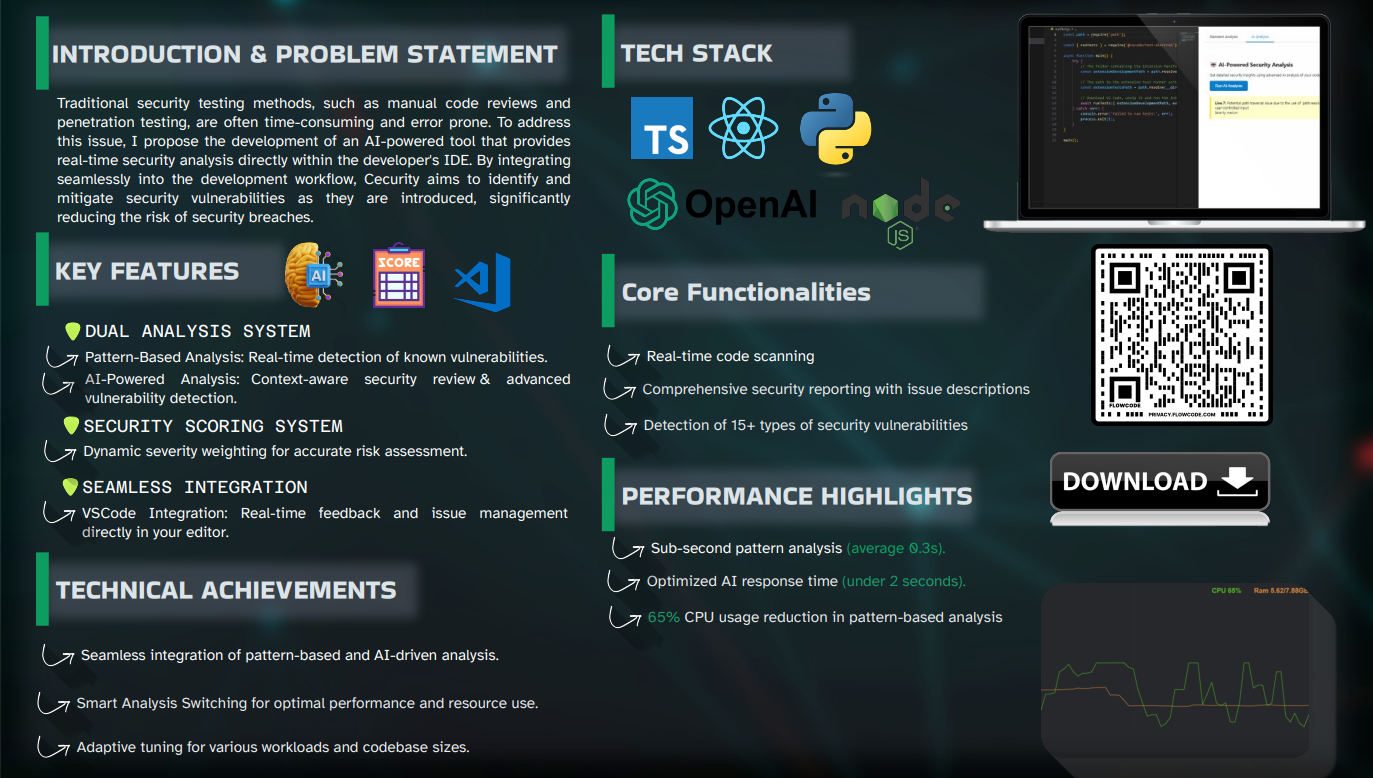 INTRODUCTION & PROBLEM STATEMENT
Traditional security testing methods, such as manual code reviews and
penetration testing, are often time-consuming and error prone. To address
this issue, I propose the development of an AI-powered tool that provides
real-time security analysis directly within the developer's IDE. By integrating
seamlessly into the development workflow, Cecurity aims to identify and
mitigate security vulnerabilities as they are introduced, significantly
reducing the risk of security breaches.
KEY FEATURES
AI
SCORE
DUAL ANALYSIS SYSTEM
Pattern-Based Analysis: Real-time detection of known vulnerabilities.
AI-Powered Analysis: Context-aware security review & advanced
vulnerability detection.
SECURITY SCORING SYSTEM
Dynamic severity weighting for accurate risk assessment.
SEAMLESS INTEGRATION
VSCode Integration: Real-time feedback and issue management
directly in your editor.
TECHNICAL ACHIEVEMENTS
Seamless integration of pattern-based and AI-driven analysis.
Smart Analysis Switching for optimal performance and resource use.
Adaptive tuning for various workloads and codebase sizes.
TECH STACK
TS
OpenAI
node
JS
Core Functionalities
Real-time code scanning
Comprehensive security reporting with issue descriptions
Detection of 15+ types of security vulnerabilities
PERFORMANCE HIGHLIGHTS
Sub-second pattern analysis (average 0.3s).
Optimized AI response time (under 2 seconds).
65% CPU usage reduction in pattern-based analysis
AI-Powered Security Analysis
Run AI Analysis
FLOWCODE
PRIVACY.FLOWCODE.COM
DOWNLOAD
CPU 68% Ram 5.62/7.88Gb